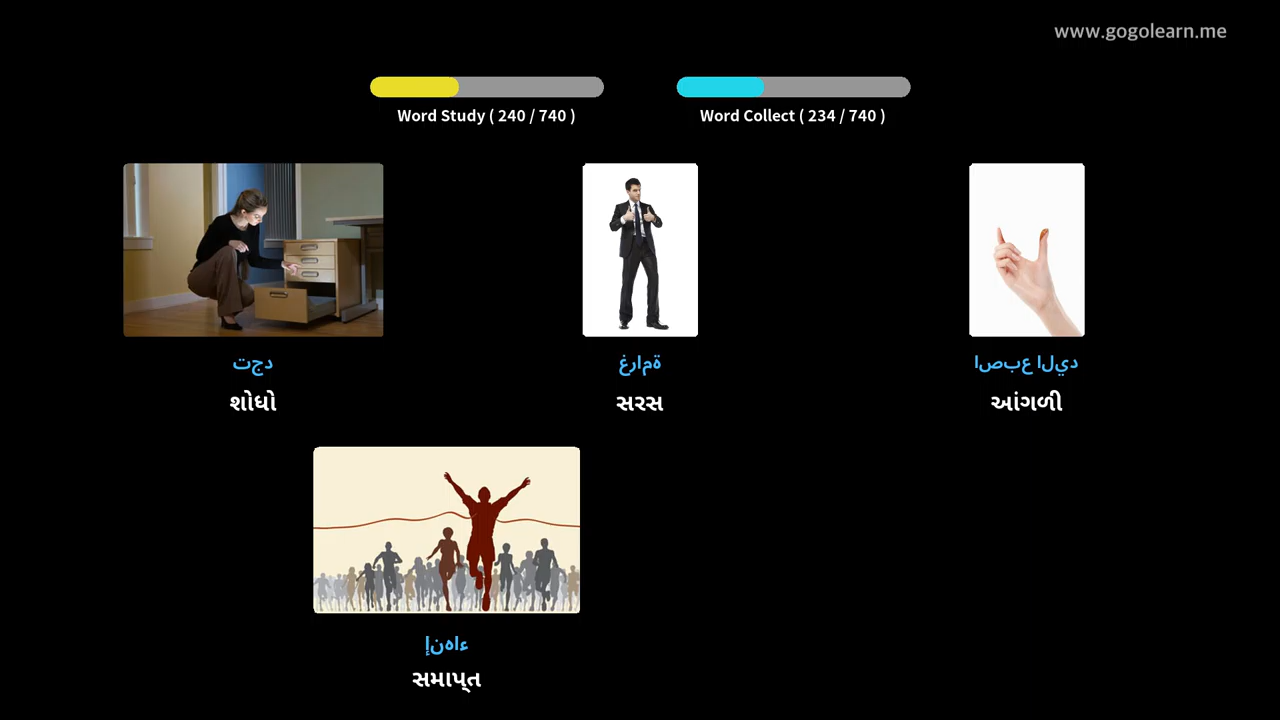 www.gogolearn.me
Word Study ( 240 / 740 )
Word Collect ( 234 / 740 )
تجد
શોધો
غرامة
સરસ
اصبع اليد
આંગળી
إنهاء
સમાપ્ત